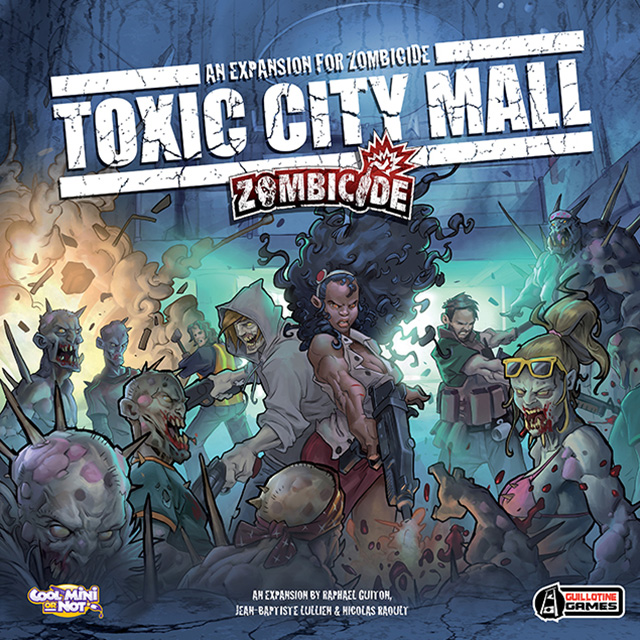 AN EXPANSION FOR ZOMBICIDE
TOXIC CITY MALL
ZOMBICIDE
COOL MINI
OR NOT
AN EXPANSION BY RAPHAEL GUITON,
JEAN-BAPTISTE LULLIEN & NICOLAS RAOULT
GUILLOTINE
GAMES